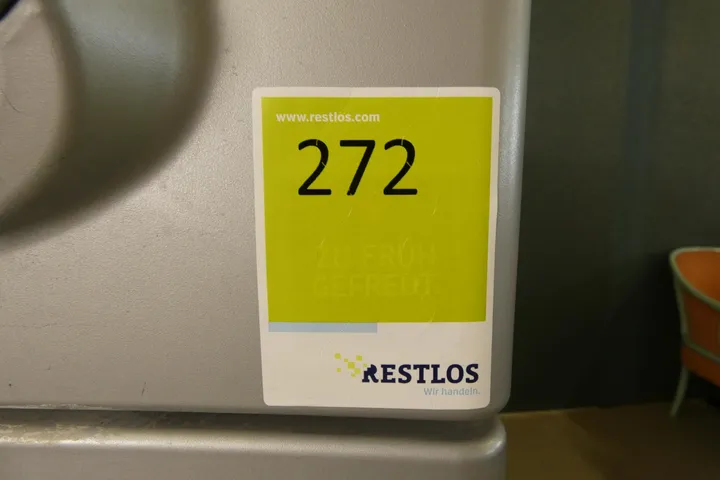 www.restlos.com
272
ZU FRÜH
GEFREUT.
RESTLOS
Wir handeln.